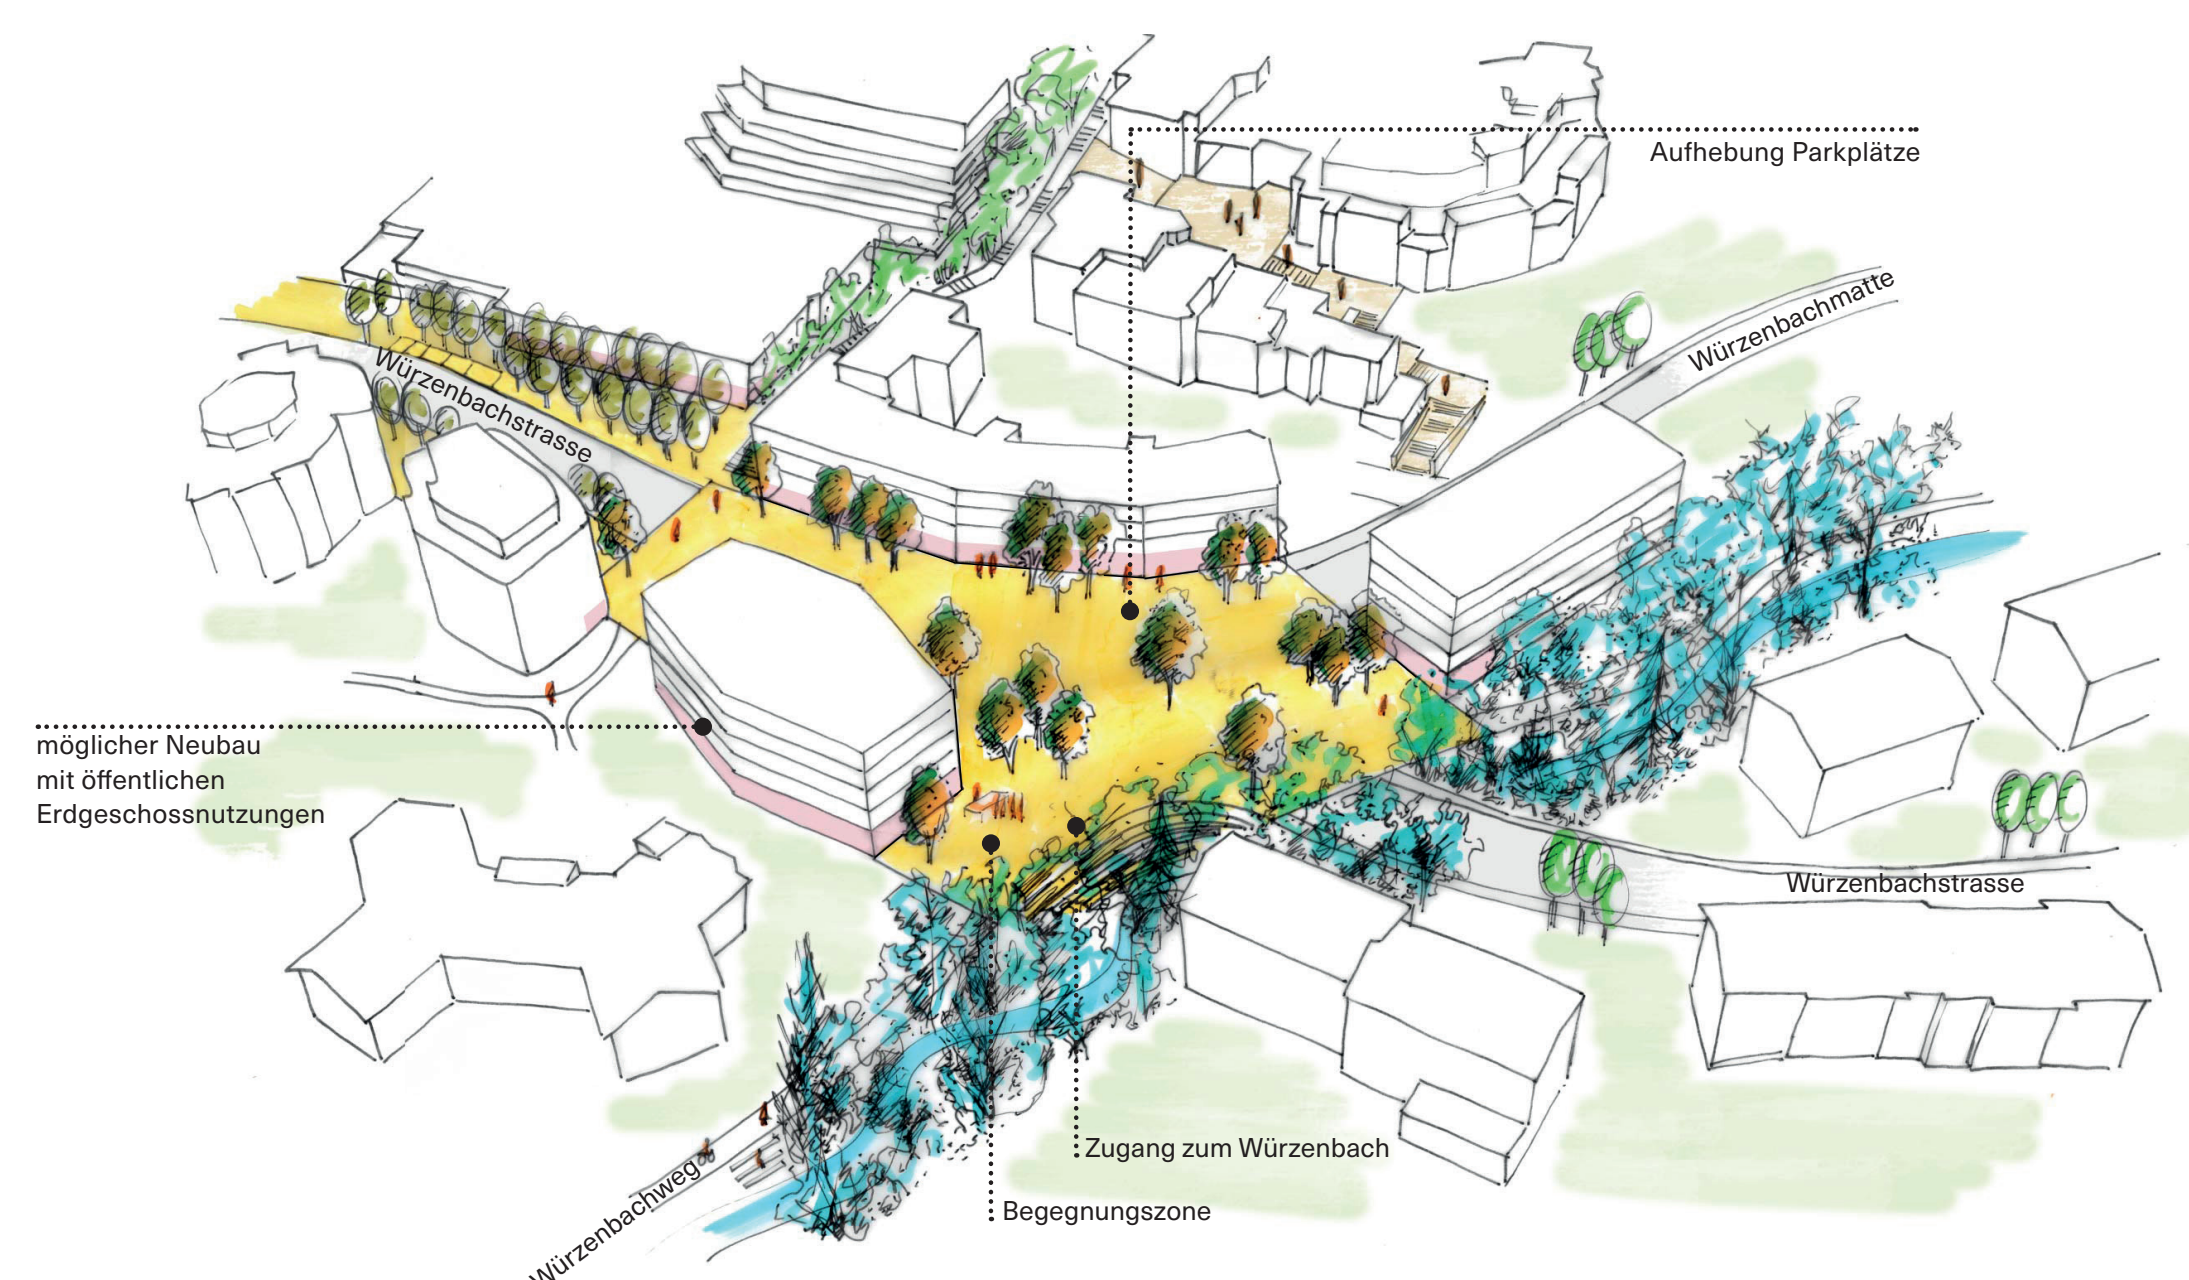 Aufhebung Parkplätze
Würzenbachmatte
Würzenbachstrasse
möglicher Neubau
mit öffentlichen
Erdgeschossnutzungen
Würzenbachstrasse
Zugang zum Würzenbach
Würzenbachweg
Begegnungszone